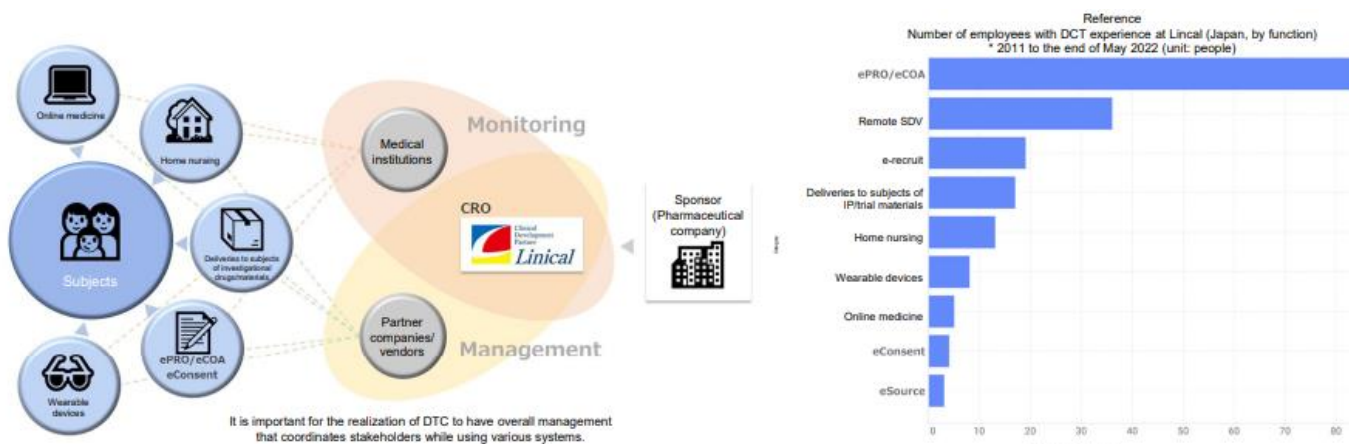 Online medicine
Home nursing
Subjects
Deliveries to subjects
of investigational
drugs/materials
ePRO/eCOA
eConsent
Wearable
devices
Medical
institutions
Monitoring
CRO
Clinical
Development
Partner
Linical
Partner
companies/
vendors
Management
Sponsor
(Pharmaceutical
company)
It is important for the realization of DTC to have overall management
that coordinates stakeholders while using various systems.
Reference
Number of employees with DCT experience at Lincal (Japan, by function)
* 2011 to the end of May 2022 (unit: people)
ePRO/eCOA
Remote SDV
e-recruit
Deliveries to subjects of
IP/trial materials
Home nursing
Wearable devices
Online medicine
eConsent
eSource
0 10 20 30 40 50 60 70 80